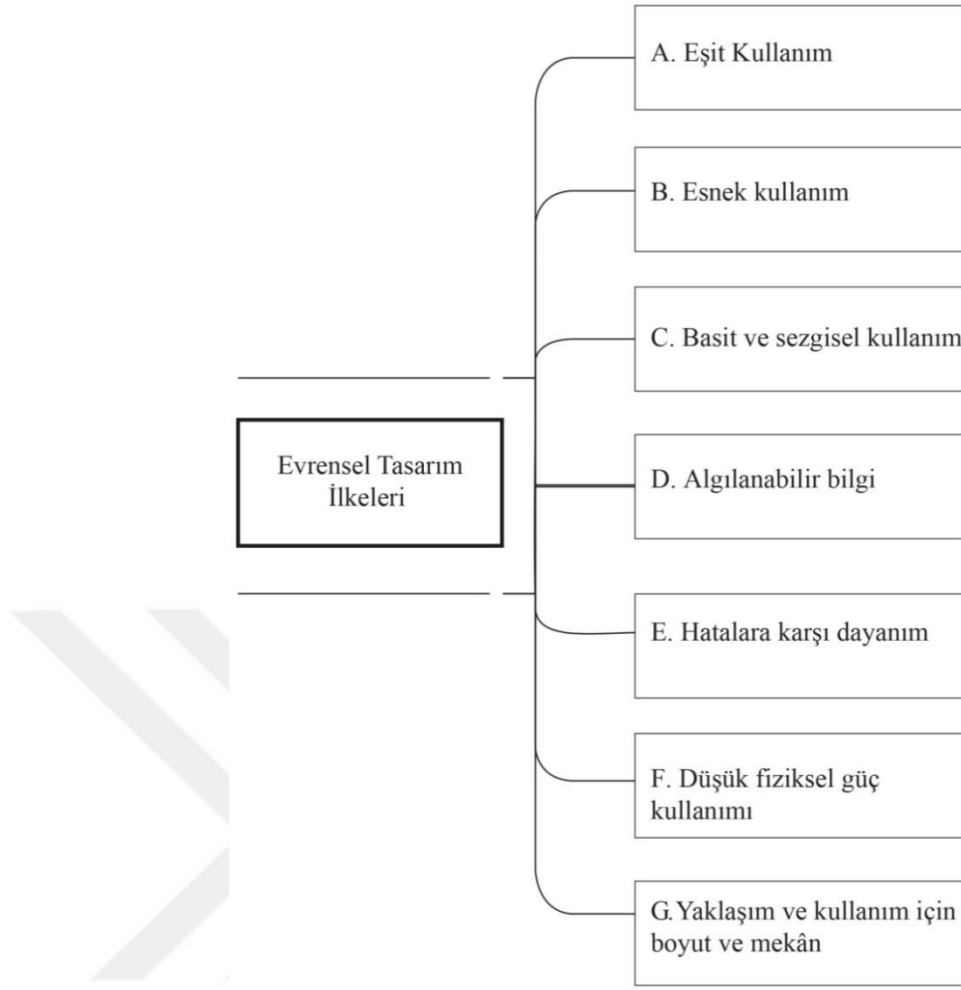 A. Eşit Kullanım
B. Esnek kullanım
C. Basit ve sezgisel kullanım
Evrensel Tasarım
İlkeleri
D. Algılanabilir bilgi
E. Hatalara karşı dayanım
F. Düşük fiziksel güç
kullanımı
G.Yaklaşım ve kullanım için
boyut ve mekân